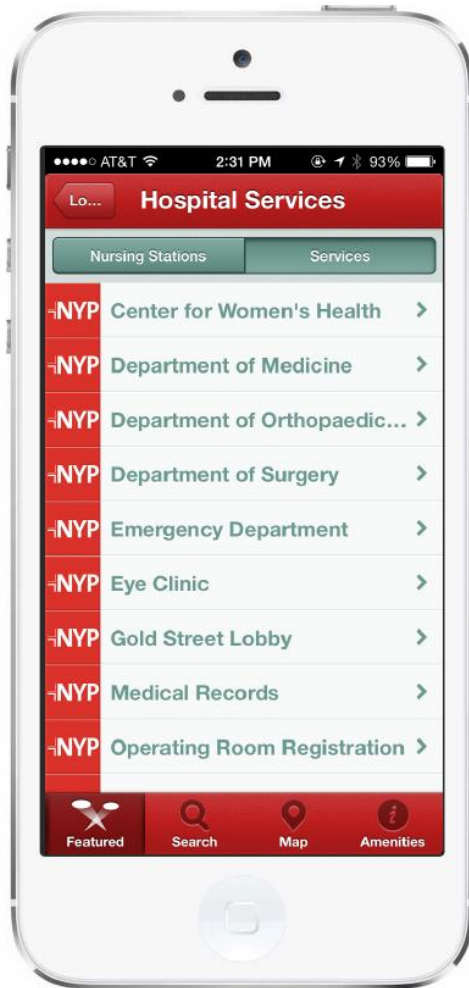 AT&T 2:31 PM 93%
Lo... Hospital Services
Nursing Stations Services
NYP Center for Women's Health
NYP Department of Medicine
NYP Department of Orthopaedic...
NYP Department of Surgery
NYP Emergency Department
NYP Eye Clinic
NYP Gold Street Lobby
NYP Medical Records
NYP Operating Room Registration
Featured Search Map Amenities